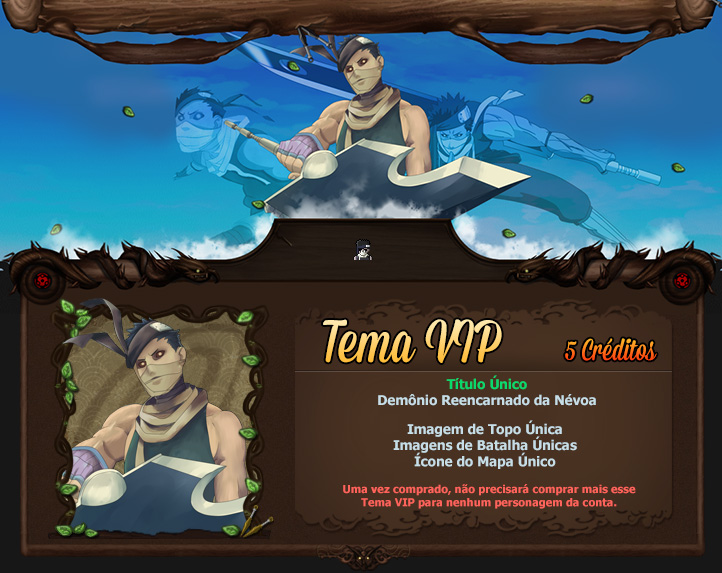 Tema VIP
5 Créditos
Título Único
Demônio Reencarnado da Névoa
Imagem de Topo Única
Imagens de Batalha Únicas
Ícone do Mapa Único
Uma vez comprado, não precisará comprar mais esse
Tema VIP para nenhum personagem da conta.